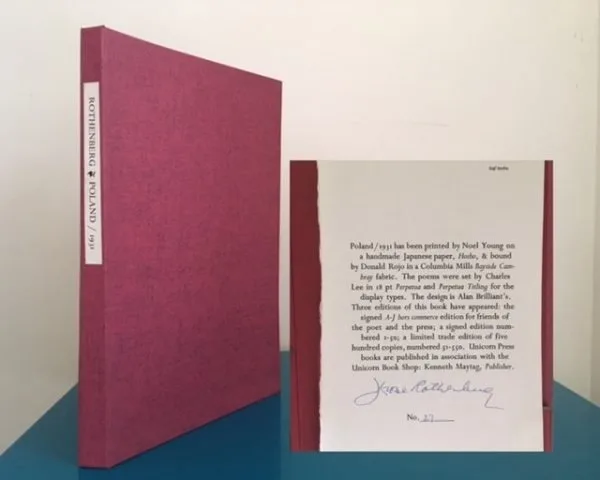 ROTHENBERG POLAND / 1931
Poland / 1931 has been printed by Noel Young on
a handmade Japanese paper, Hosho, & bound
by Donald Rojo in a Columbia Mills Bayside Cam-
fabric. The poems were set by Charles
Lee in 18 pt Perpetua and Perpetua Titling for the
display types. The design is Alan Brilliant's.
Three editions of this book have appeared: the
signed A-J hors commerce edition for friends of
the poet and the press; a signed edition num-
bered 1-50; a limited trade edition of five
hundred copies, numbered 51-550. Unicorn Press
books are published in association with the
Unicorn Book Shop: Kenneth Maytag, Publisher.
Jerome Rothenberg
No.